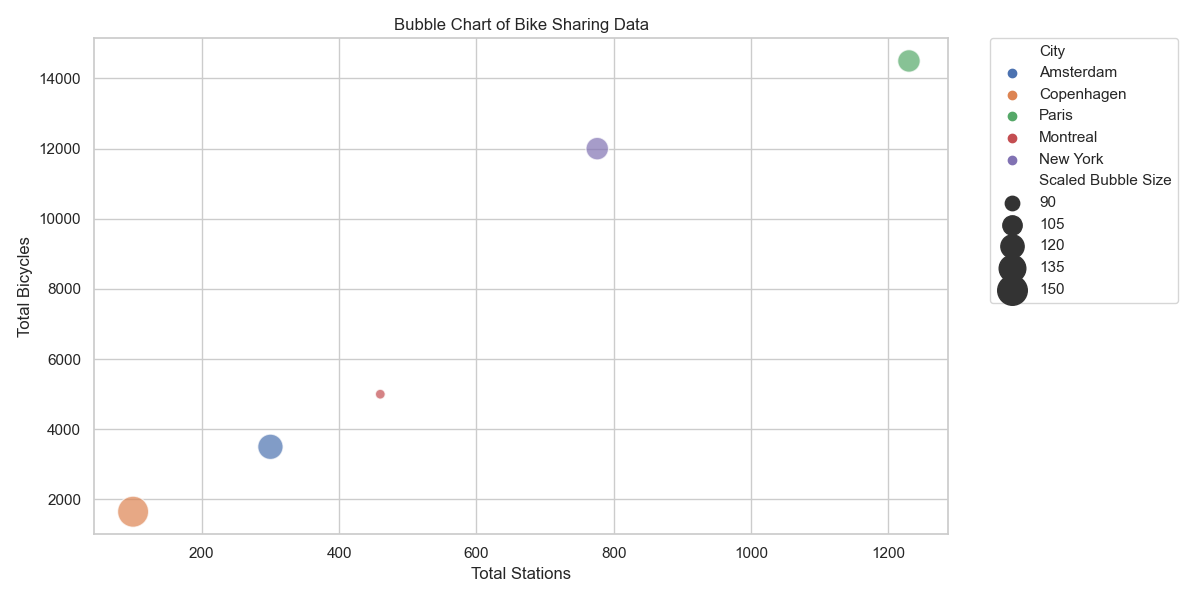 Bubble Chart of Bike Sharing Data
Total Bicycles
14000
12000
10000
8000
6000
4000
2000
200
400
600
800
1000
1200
Total Stations
City
Amsterdam
Copenhagen
Paris
Montreal
New York
Scaled Bubble Size
90
105
120
135
150